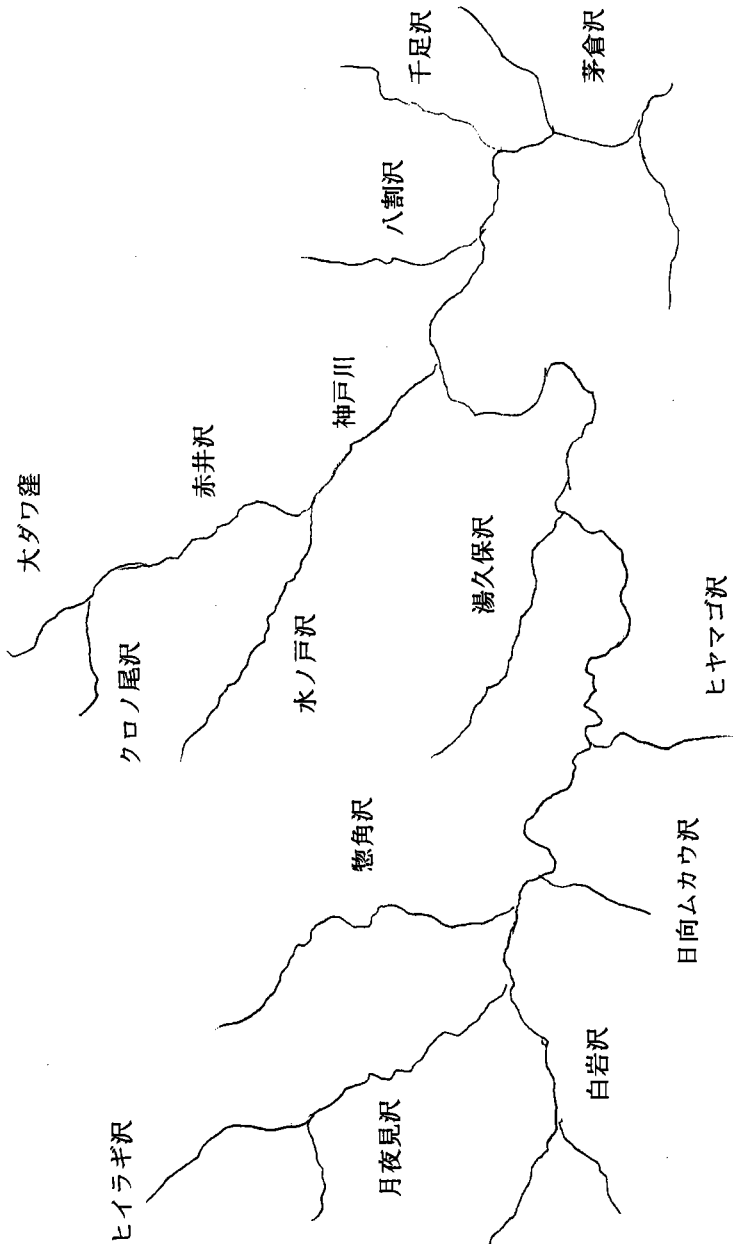 大ダワ窪
クロノ尾沢
赤井沢
水ノ戸沢
神戸川
八割沢
千足沢
茅倉沢
湯久保沢
惣角沢
ヒイラギ沢
月夜見沢
白岩沢
日向ムカウ沢
ヒヤマゴ沢